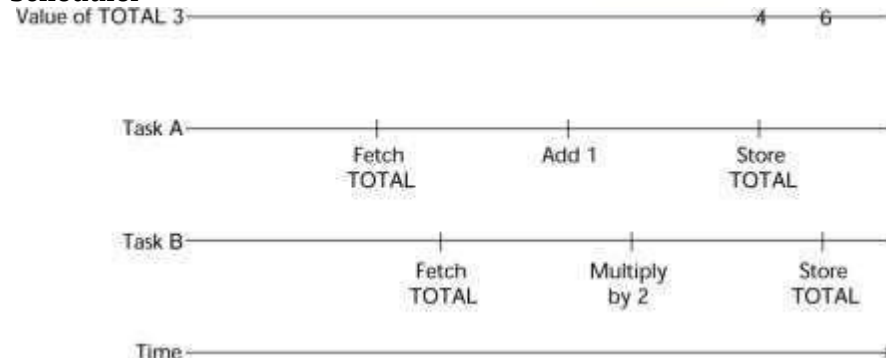 Scheduler
Value of TOTAL 3 4 6
Task A
Fetch Add 1 Store
TOTAL TOTAL
Task B
Fetch Multiply Store
TOTAL by 2 TOTAL
Time